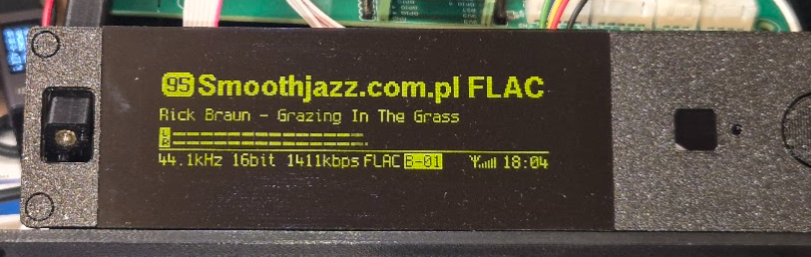 95 Smoothjazz.com.pl FLAC
Rick Braun - Grazing In The Grass
L
R
44.1kHz 16bit 1411kbps FLAC B-01 18:04